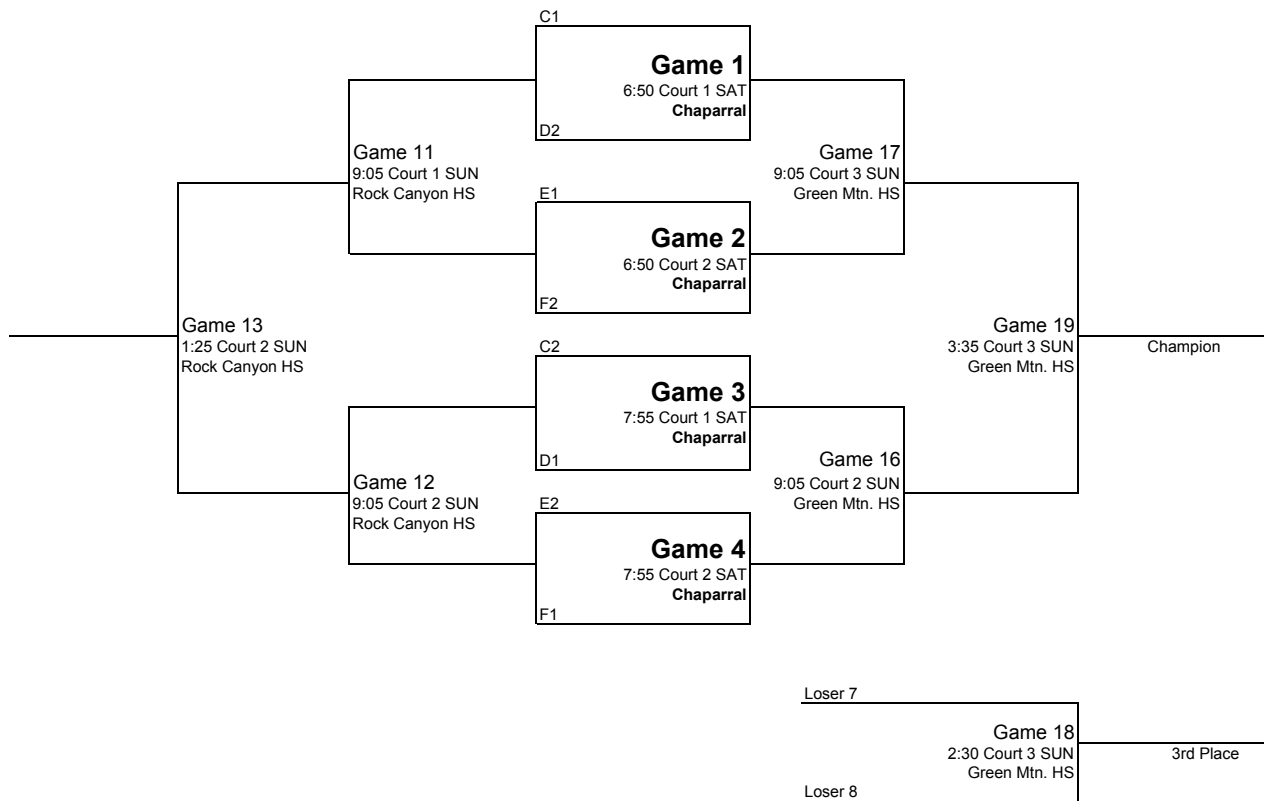 C1
Game 1
6:50 Court 1 SAT
Chaparral
D2
Game 11
9:05 Court 1 SUN
Rock Canyon HS
Game 17
9:05 Court 3 SUN
Green Mtn. HS
E1
Game 2
6:50 Court 2 SAT
Chaparral
F2
Game 13
1:25 Court 2 SUN
Rock Canyon HS
Game 19
3:35 Court 3 SUN
Green Mtn. HS
Champion
C2
Game 3
7:55 Court 1 SAT
Chaparral
D1
Game 12
9:05 Court 2 SUN
Rock Canyon HS
Game 16
9:05 Court 2 SUN
Green Mtn. HS
E2
Game 4
7:55 Court 2 SAT
Chaparral
F1
Loser 7
Game 18
2:30 Court 3 SUN
Green Mtn. HS
3rd Place
Loser 8